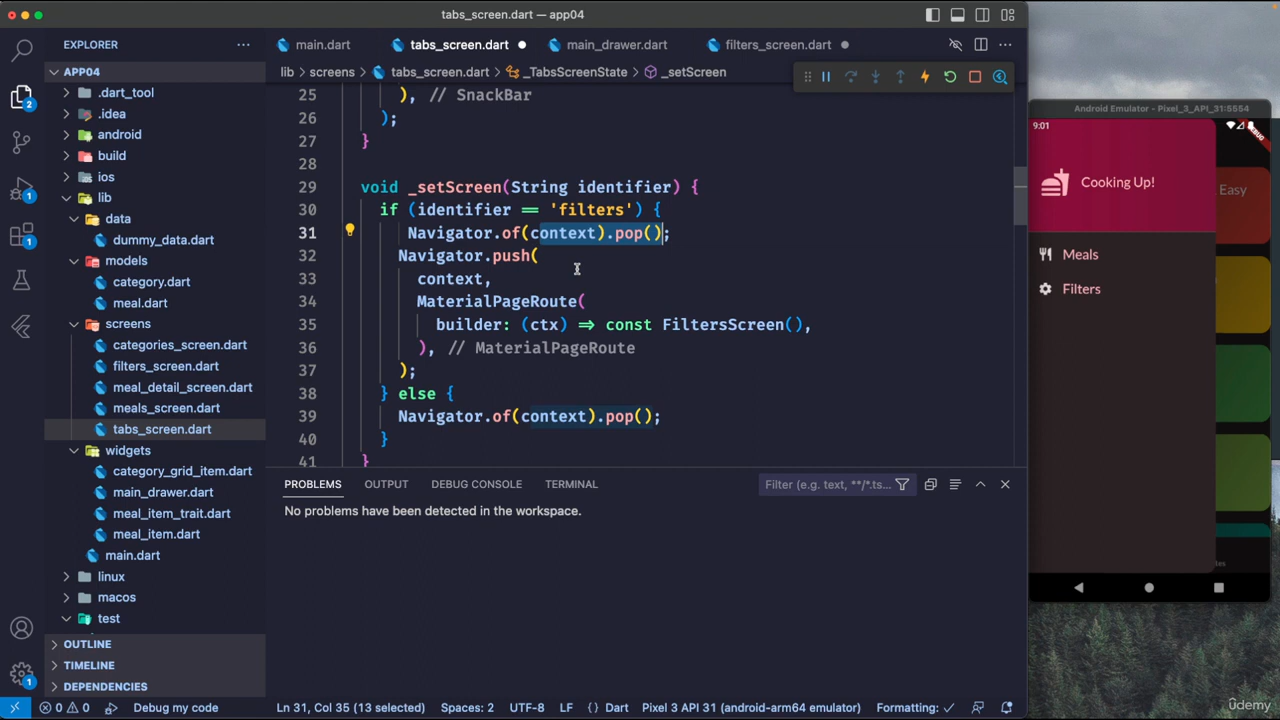 tabs_screen.dart — app04
EXPLORER
main.dart
tabs_screen.dart
main_drawer.dart
filters_screen.dart
lib > screens > tabs_screen.dart > _TabsScreenState > _setScreen
APP04
.dart_tool
.idea
android
build
ios
lib
data
dummy_data.dart
models
category.dart
meal.dart
screens
categories_screen.dart
filters_screen.dart
meal_detail_screen.dart
meals_screen.dart
tabs_screen.dart
widgets
category_grid_item.dart
main_drawer.dart
meal_item_trait.dart
meal_item.dart
main.dart
linux
macos
test
OUTLINE
TIMELINE
DEPENDENCIES
2
1
1
25 ), // SnackBar
26 );
27 }
28
29 void _setScreen(String identifier) {
30 if (identifier == 'filters') {
31 Navigator.of(context).pop();
32 Navigator.push(
33 context,
34 MaterialPageRoute(
35 builder: (ctx) => const FiltersScreen(),
36 ), // MaterialPageRoute
37 );
38 } else {
39 Navigator.of(context).pop();
40 }
41 }
PROBLEMS OUTPUT DEBUG CONSOLE TERMINAL
Filter (e.g. text, **/*.ts...
No problems have been detected in the workspace.
1
0 0 Debug my code
Ln 31, Col 35 (13 selected) Spaces: 2 UTF-8 LF { } Dart Pixel 3 API 31 (android-arm64 emulator) Formatting: ✓
Android Emulator - Pixel_3_API_31:5554
9:01
DEBUG
Cooking Up!
Easy
Meals
Filters
udemy